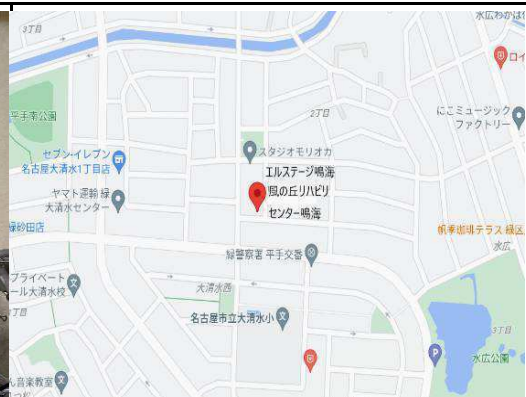 3丁目
水広わかば
ロイ
2丁目
にこミュージック
ファクトリー
平手南公園
セブン-イレブン
名古屋大清水1丁目店
スタジオモリオカ
エルステージ鳴海
風の丘リハビリ
センター鳴海
ヤマト運輸 緑
大清水センター
緑砂田店
帆季珈琲テラス 緑区
水広
緑警察署 平手交番
プライベート
ール大清水校
丁目
大清水西
名古屋市立大清水小
3丁目
P
水広公園
ん音楽教室